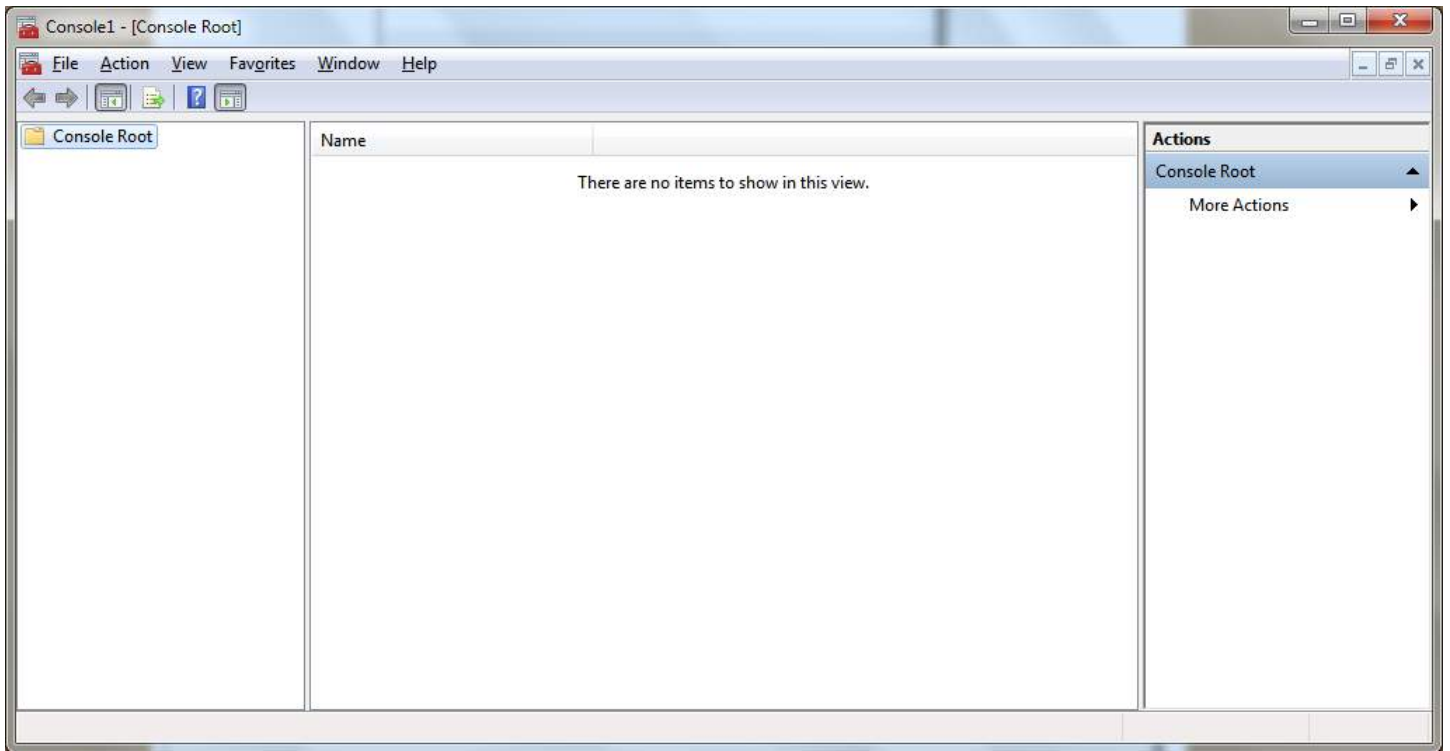 Console1 - [Console Root]
File Action View Favorites Window Help
Console Root
Name
There are no items to show in this view.
Actions
Console Root
More Actions